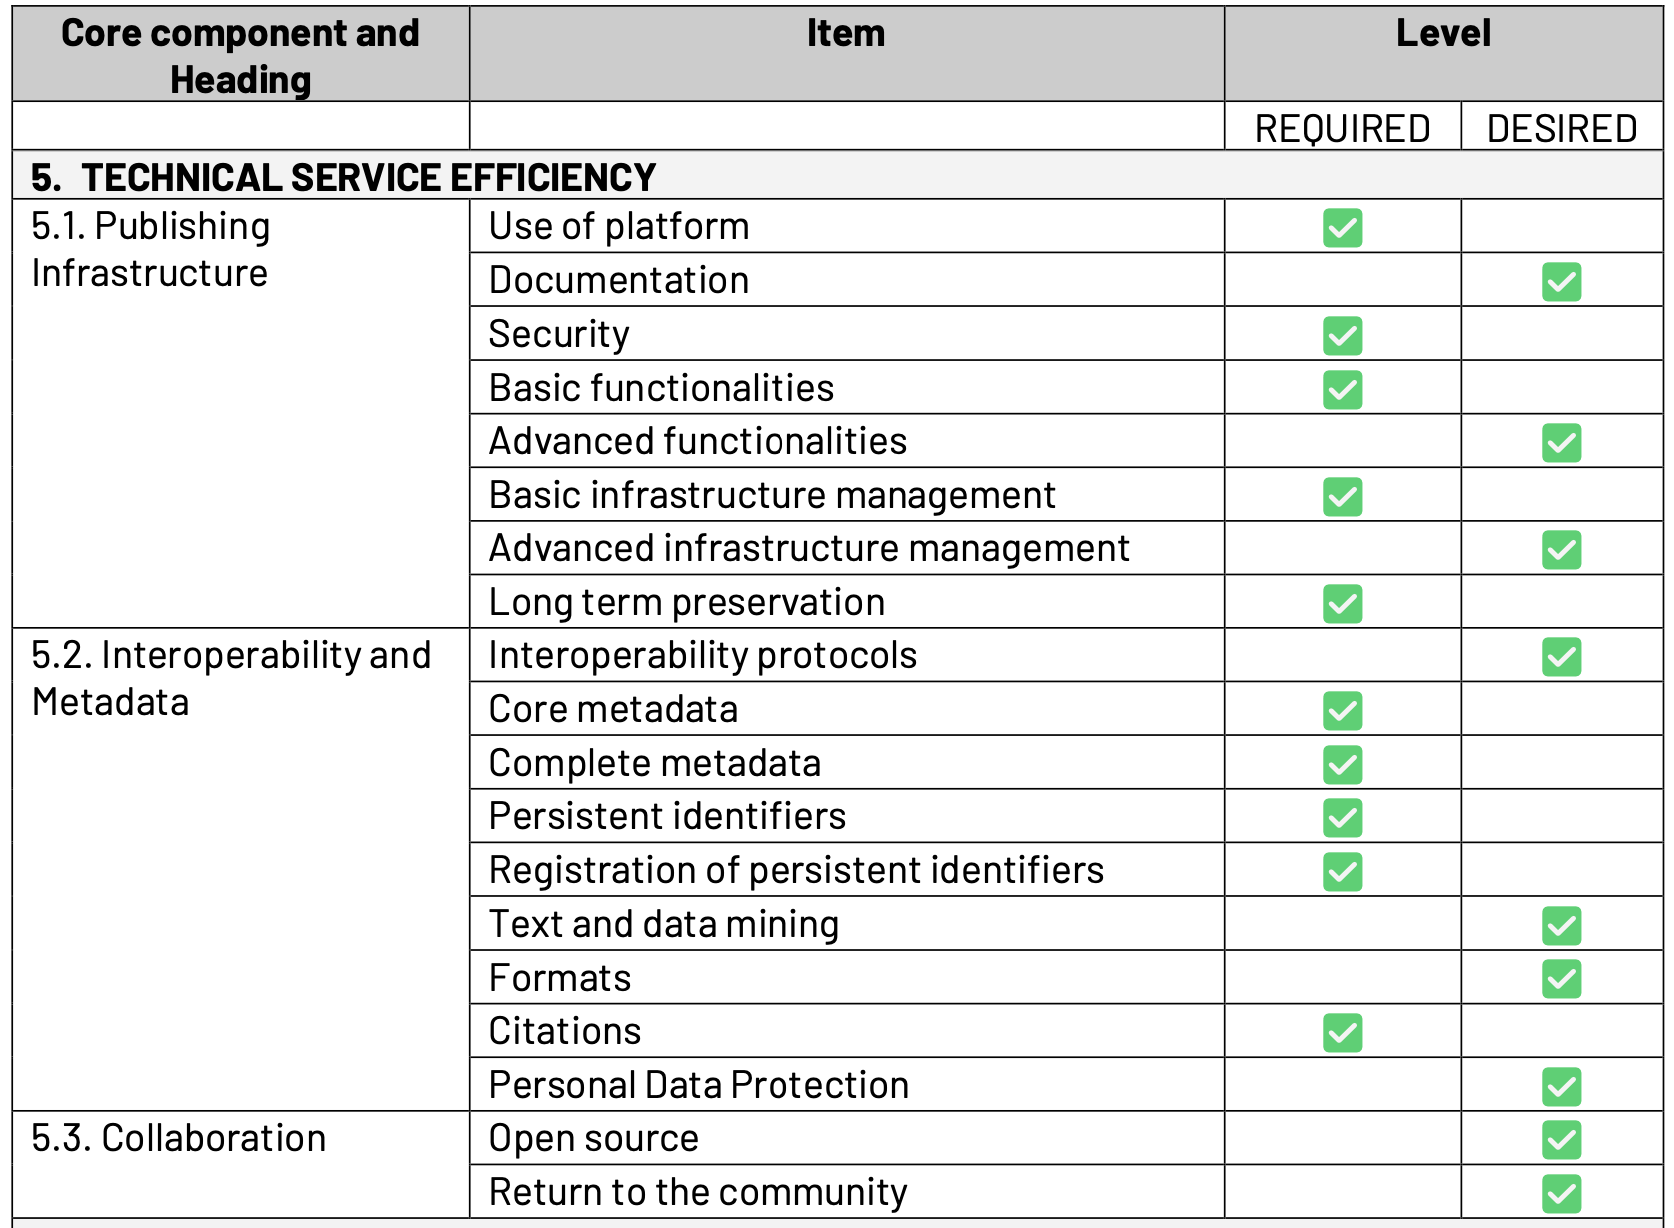 Core component and
Heading
Item
Level
REQUIRED
DESIRED
5. TECHNICAL SERVICE EFFICIENCY
5.1. Publishing
Infrastructure
Use of platform
Documentation
Security
Basic functionalities
Advanced functionalities
Basic infrastructure management
Advanced infrastructure management
Long term preservation
5.2. Interoperability and
Metadata
Interoperability protocols
Core metadata
Complete metadata
Persistent identifiers
Registration of persistent identifiers
Text and data mining
Formats
Citations
Personal Data Protection
5.3. Collaboration
Open source
Return to the community